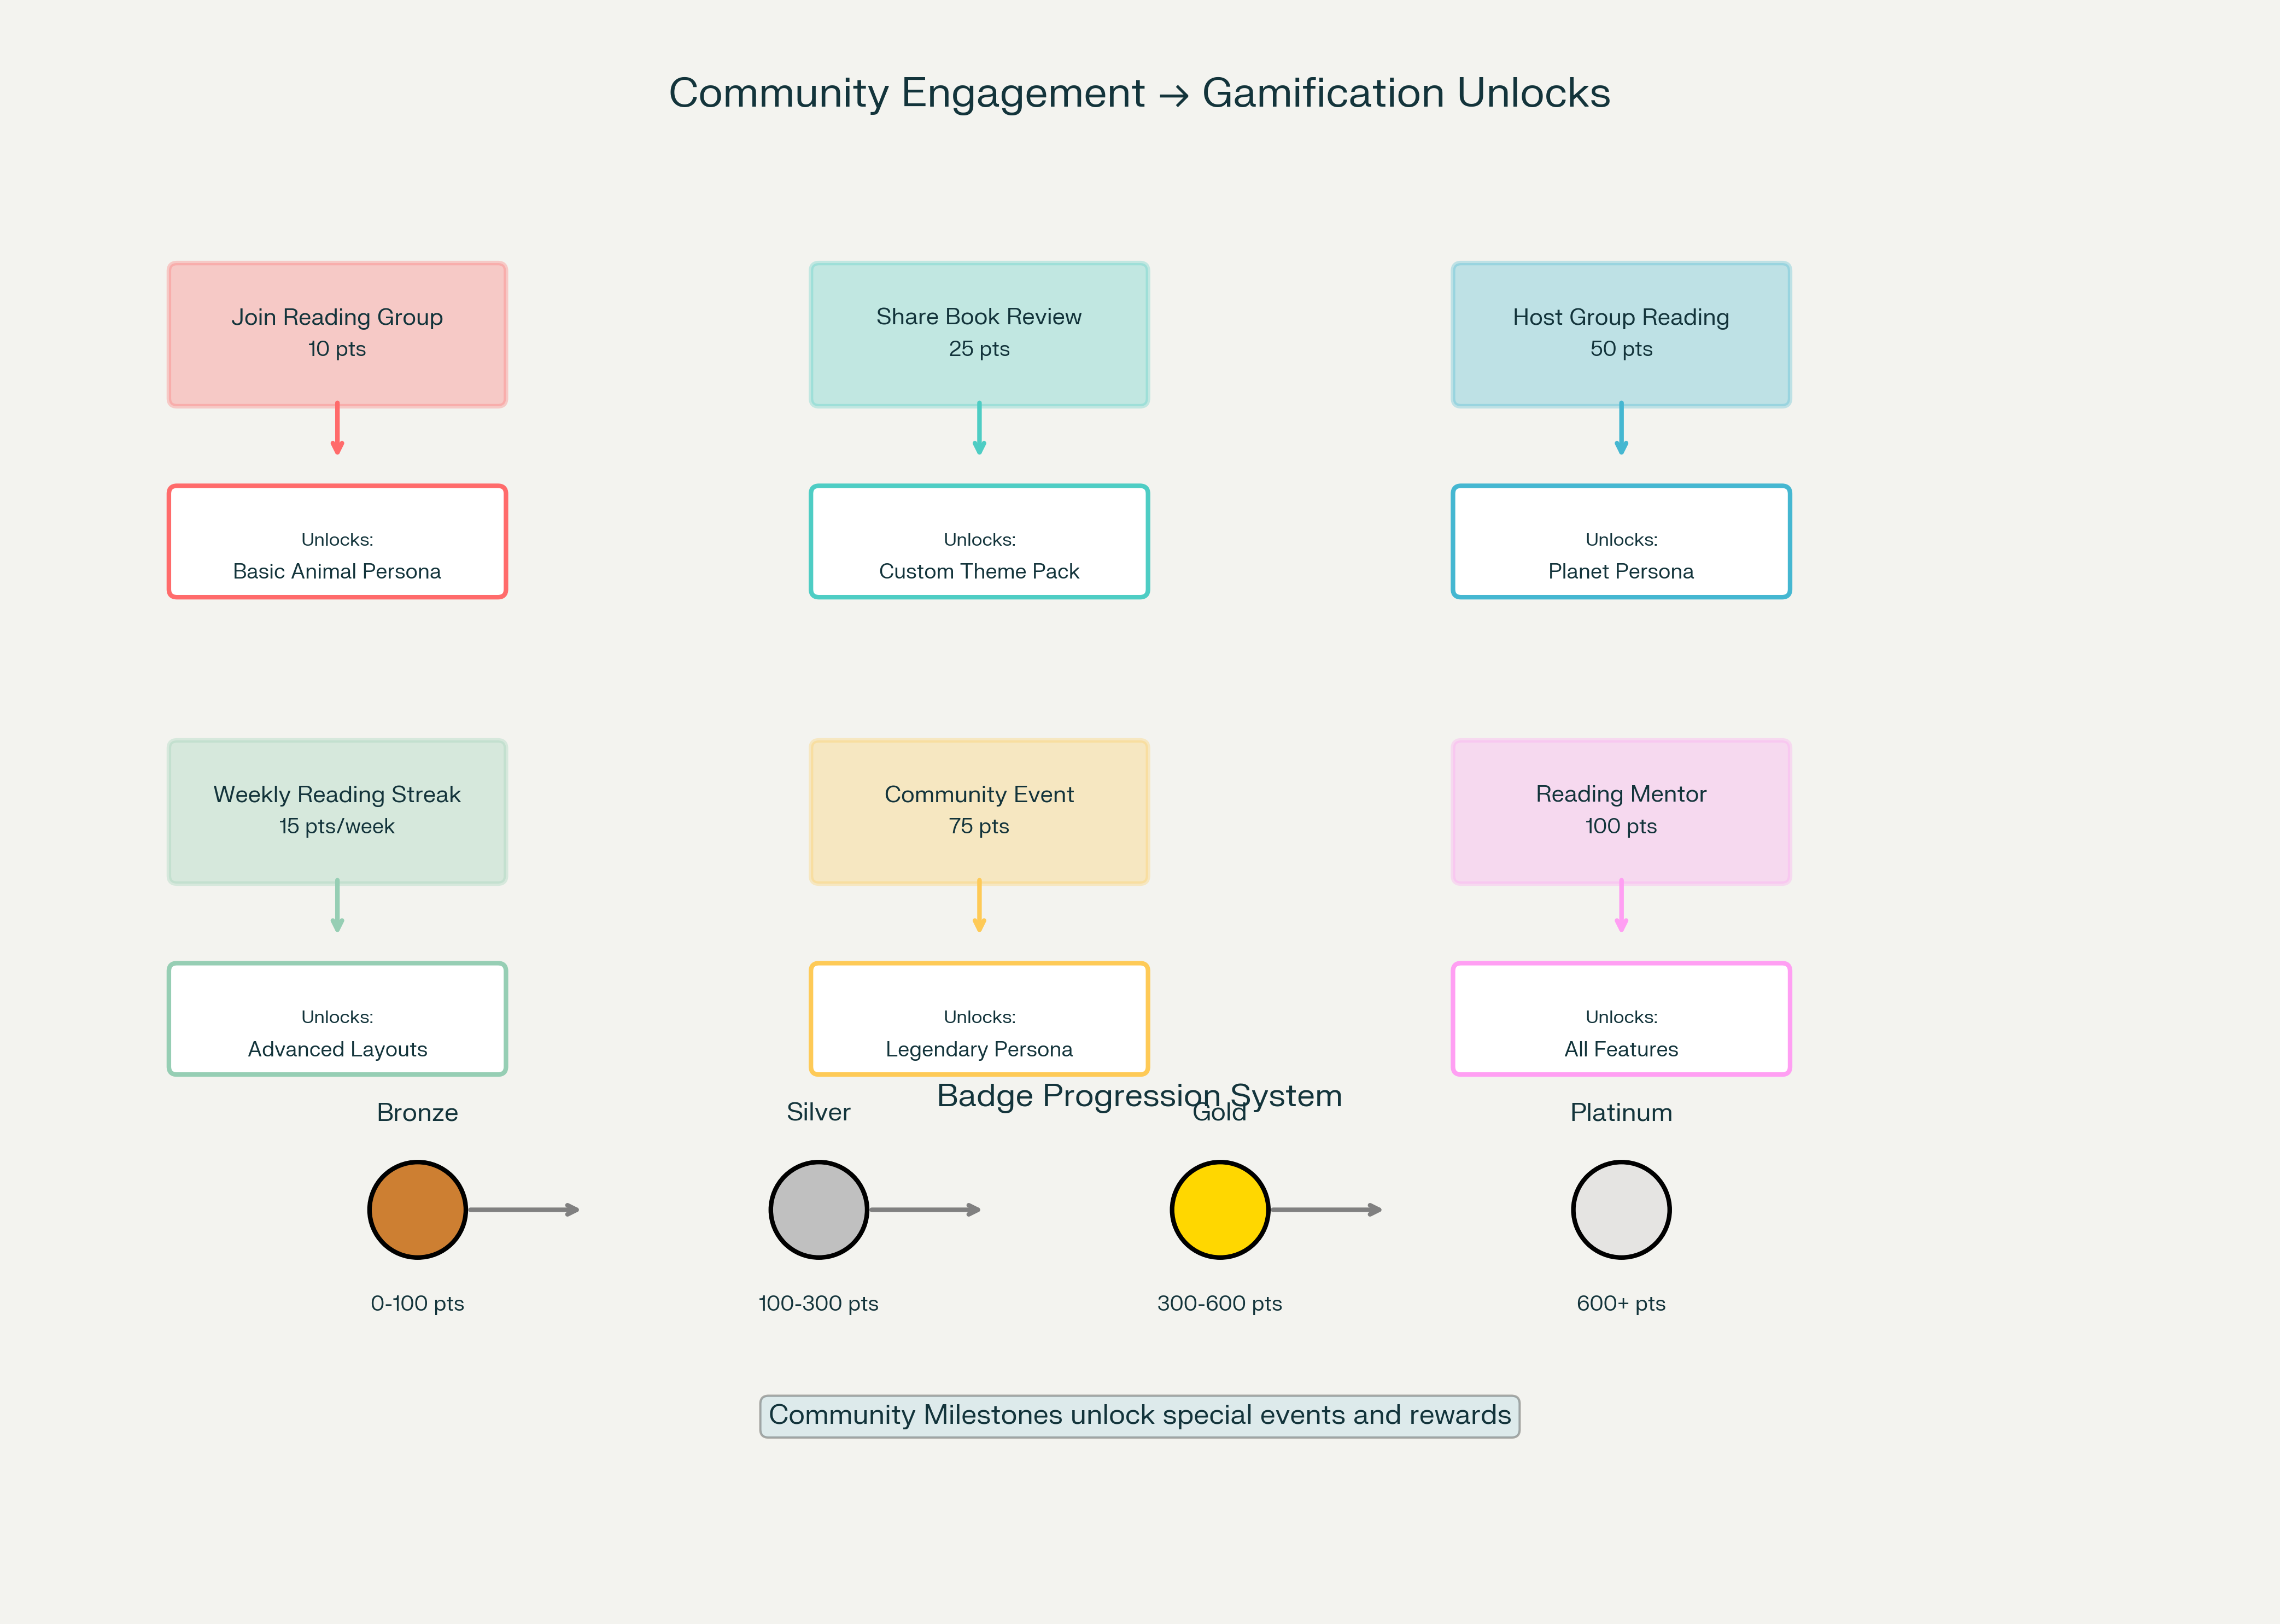 Community Engagement → Gamification Unlocks
Join Reading Group
10 pts
Share Book Review
25 pts
Host Group Reading
50 pts
Unlocks:
Basic Animal Persona
Unlocks:
Custom Theme Pack
Unlocks:
Planet Persona
Weekly Reading Streak
15 pts/week
Community Event
75 pts
Reading Mentor
100 pts
Unlocks:
Advanced Layouts
Unlocks:
Legendary Persona
Unlocks:
All Features
Badge Progression System
Bronze
Silver
Gold
Platinum
0-100 pts
100-300 pts
300-600 pts
600+ pts
Community Milestones unlock special events and rewards